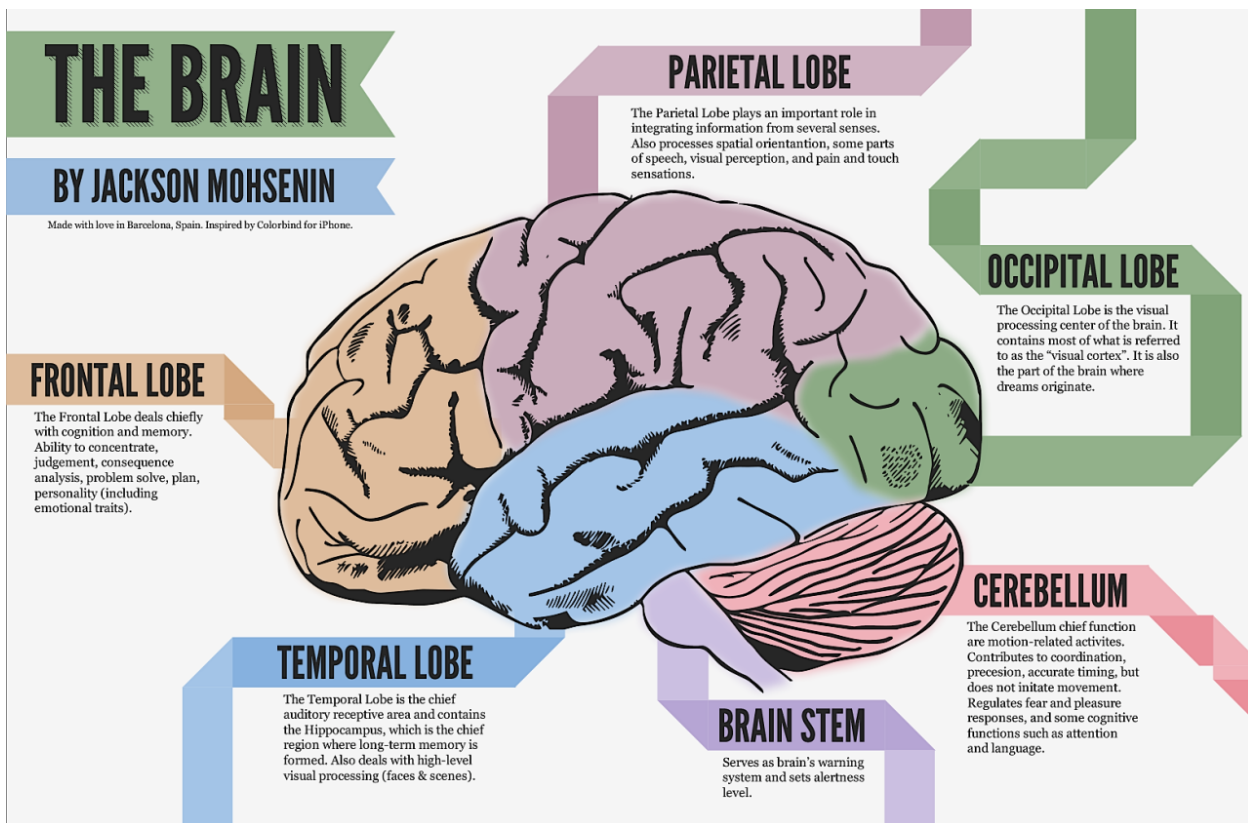 THE BRAIN
BY JACKSON MOHSENIN
Made with love in Barcelona, Spain. Inspired by Colorbind for iPhone.
PARIETAL LOBE
The Parietal Lobe plays an important role in
integrating information from several senses.
Also processes spatial orientantion, some parts
of speech, visual perception, and pain and touch
sensations.
OCCIPITAL LOBE
The Occipital Lobe is the visual
processing center of the brain. It
contains most of what is referred
to as the “visual cortex”. It is also
the part of the brain where
dreams originate.
FRONTAL LOBE
The Frontal Lobe deals chiefly
with cognition and memory.
Ability to concentrate,
judgement, consequence
analysis, problem solve, plan,
personality (including
emotional traits).
CEREBELLUM
The Cerebellum chief function
are motion-related activites.
Contributes to coordination,
precesion, accurate timing, but
does not initate movement.
Regulates fear and pleasure
responses, and some cognitive
functions such as attention
and language.
TEMPORAL LOBE
The Temporal Lobe is the chief
auditory receptive area and contains
the Hippocampus, which is the chief
region where long-term memory is
formed. Also deals with high-level
visual processing (faces & scenes).
BRAIN STEM
Serves as brain’s warning
system and sets alertness
level.